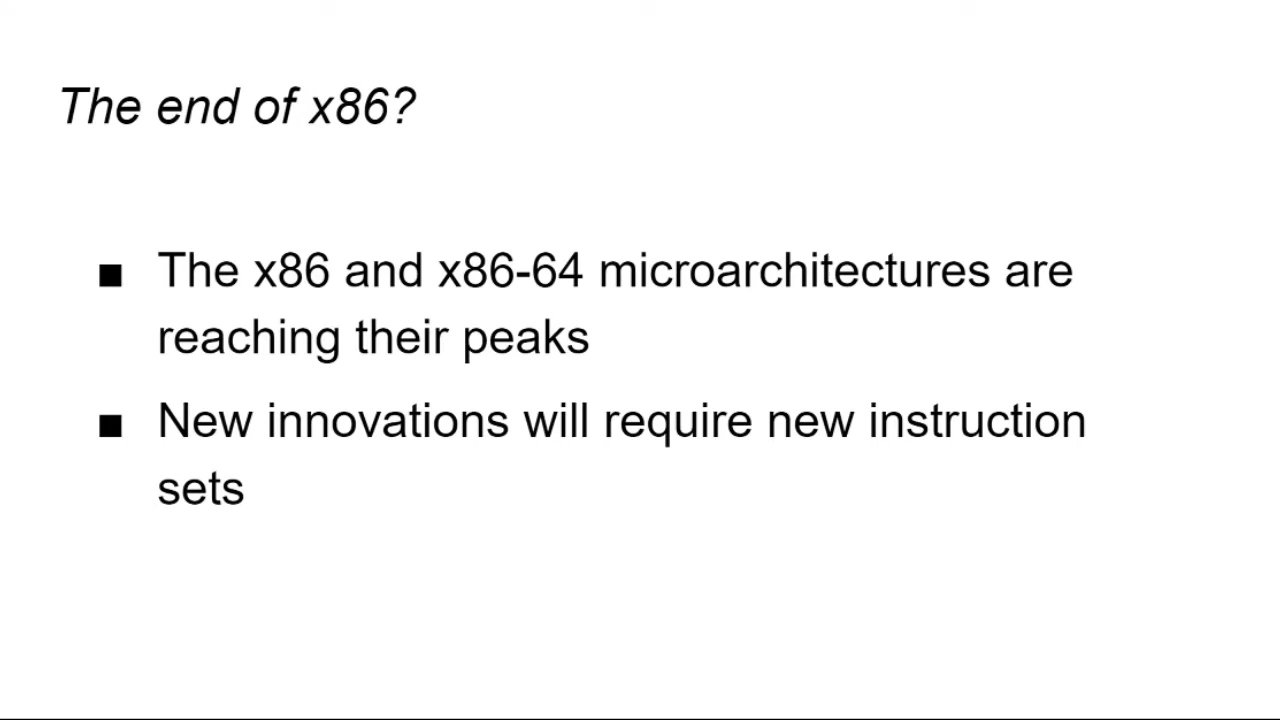 The end of x86?
■ The x86 and x86-64 microarchitectures are
reaching their peaks
■ New innovations will require new instruction
sets